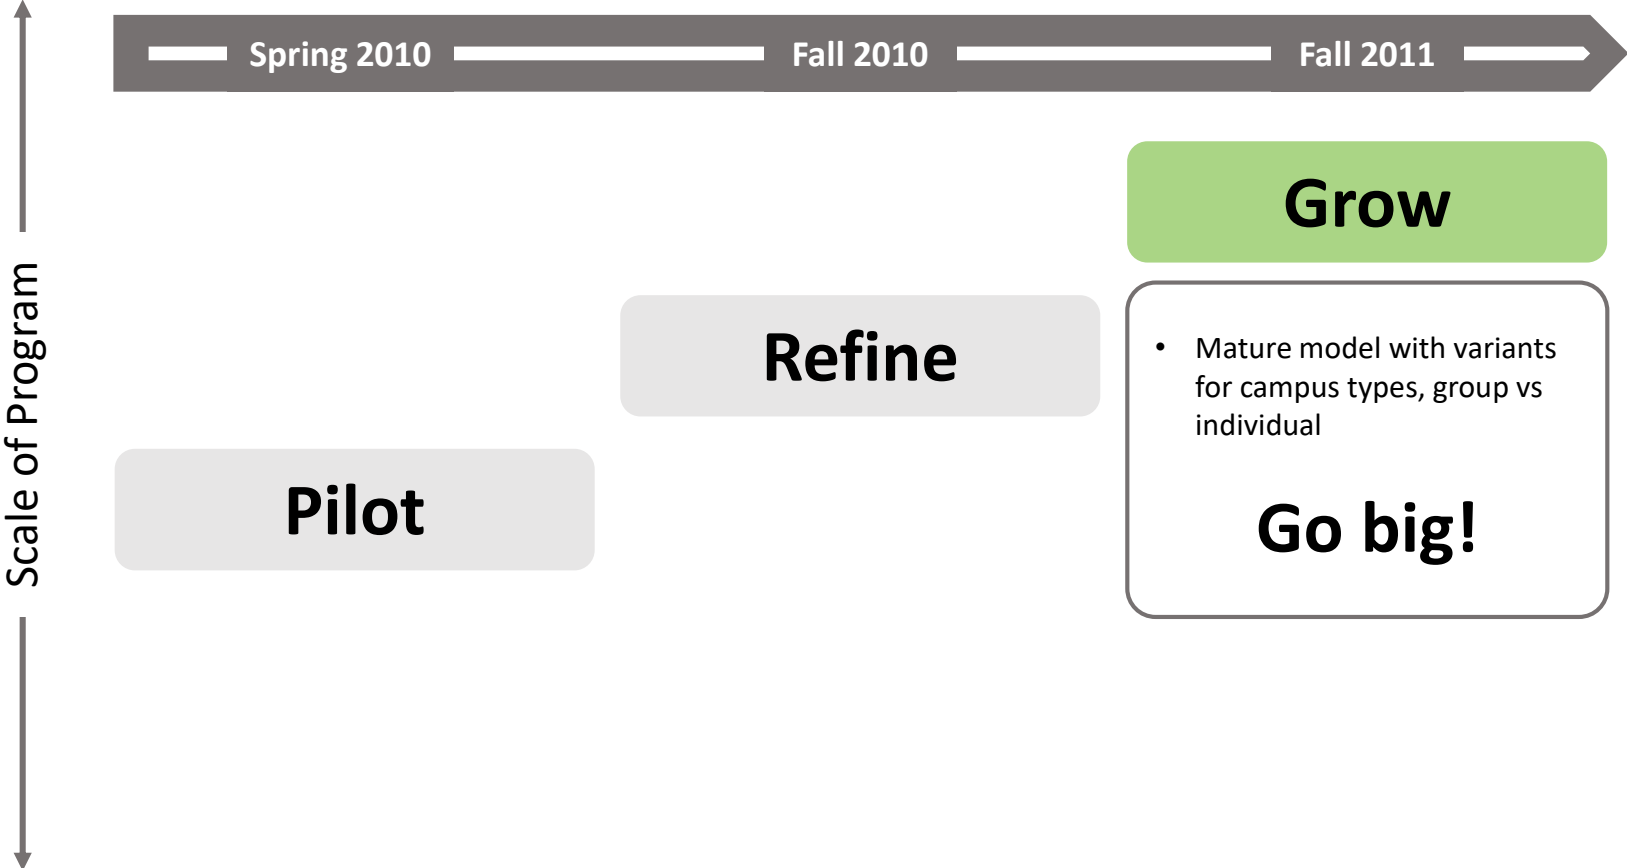 Spring 2010
Fall 2010
Fall 2011
Scale of Program
Grow
Refine
Pilot
• Mature model with variants
for campus types, group vs
individual
Go big!